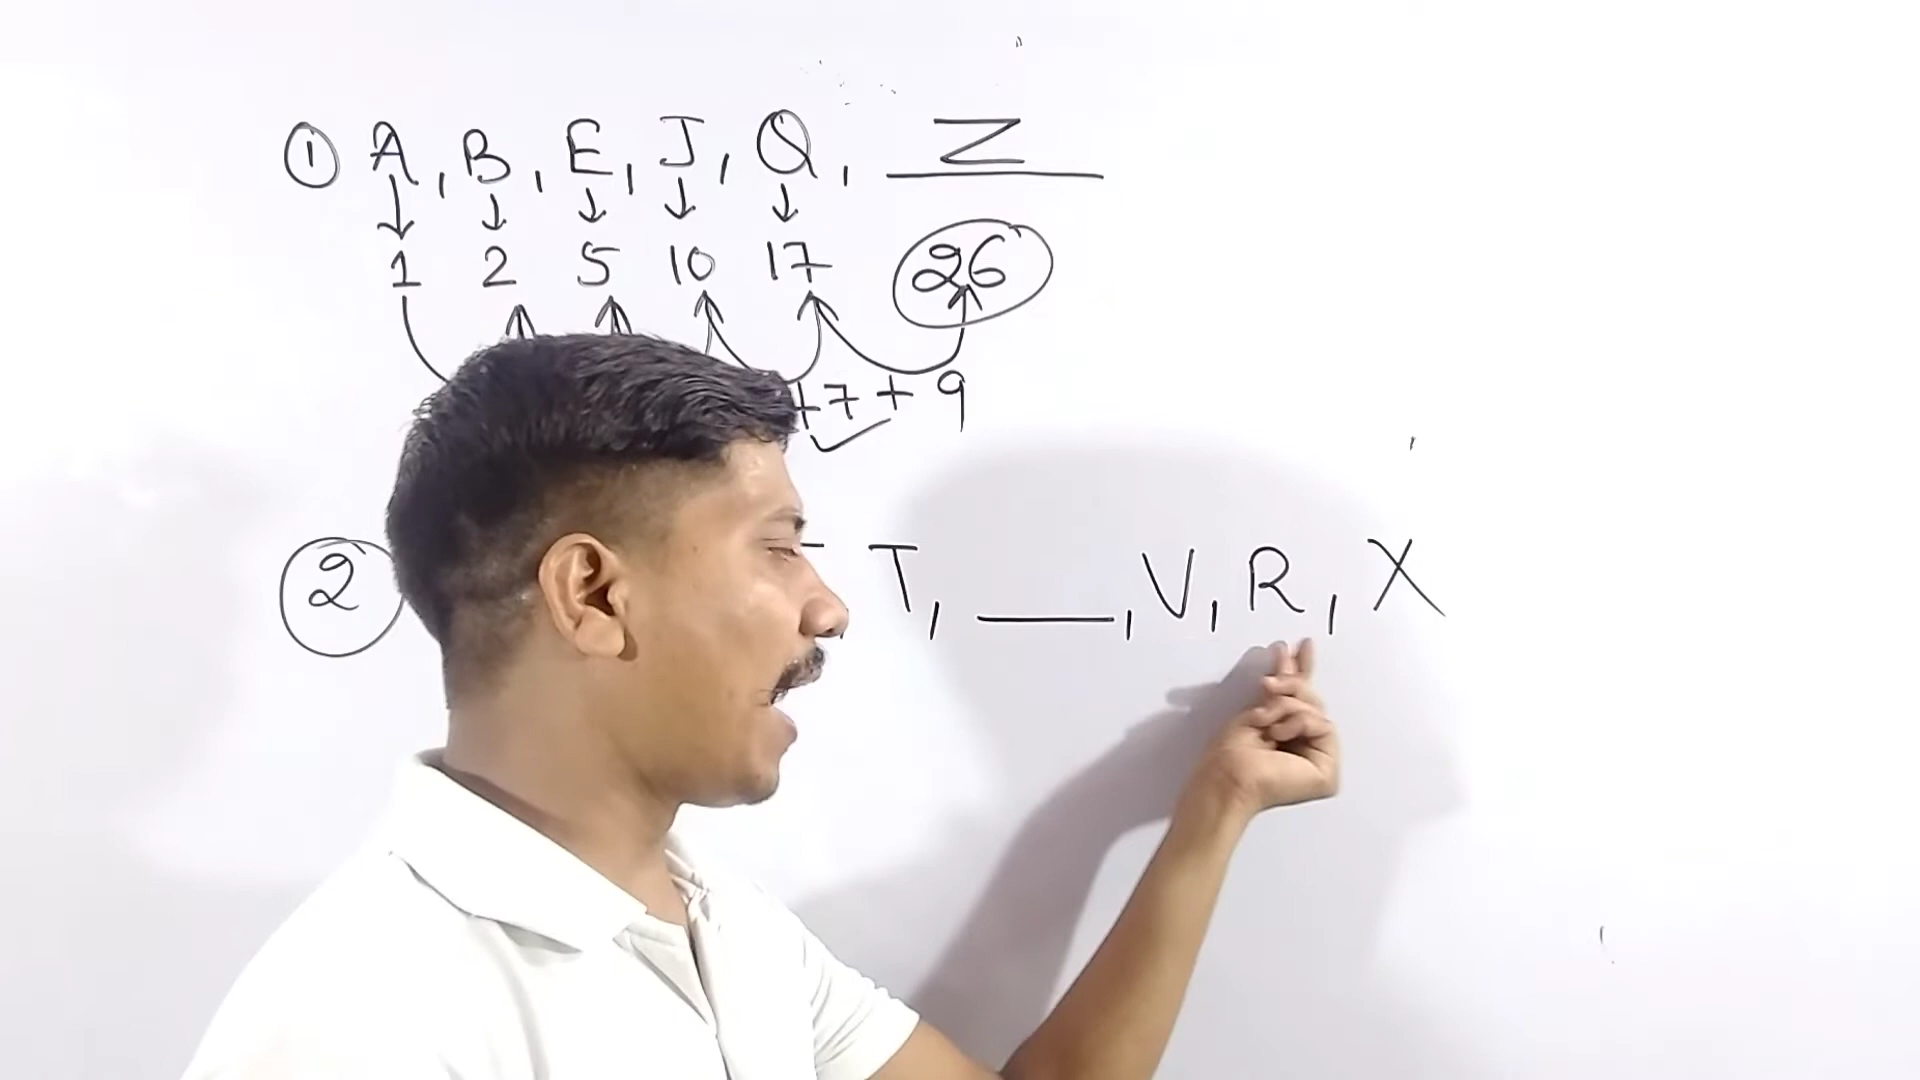 ① A, B, E, J, Q, Z
1 2 5 10 17 26
+7 + 9
② T, ___, V, R, X